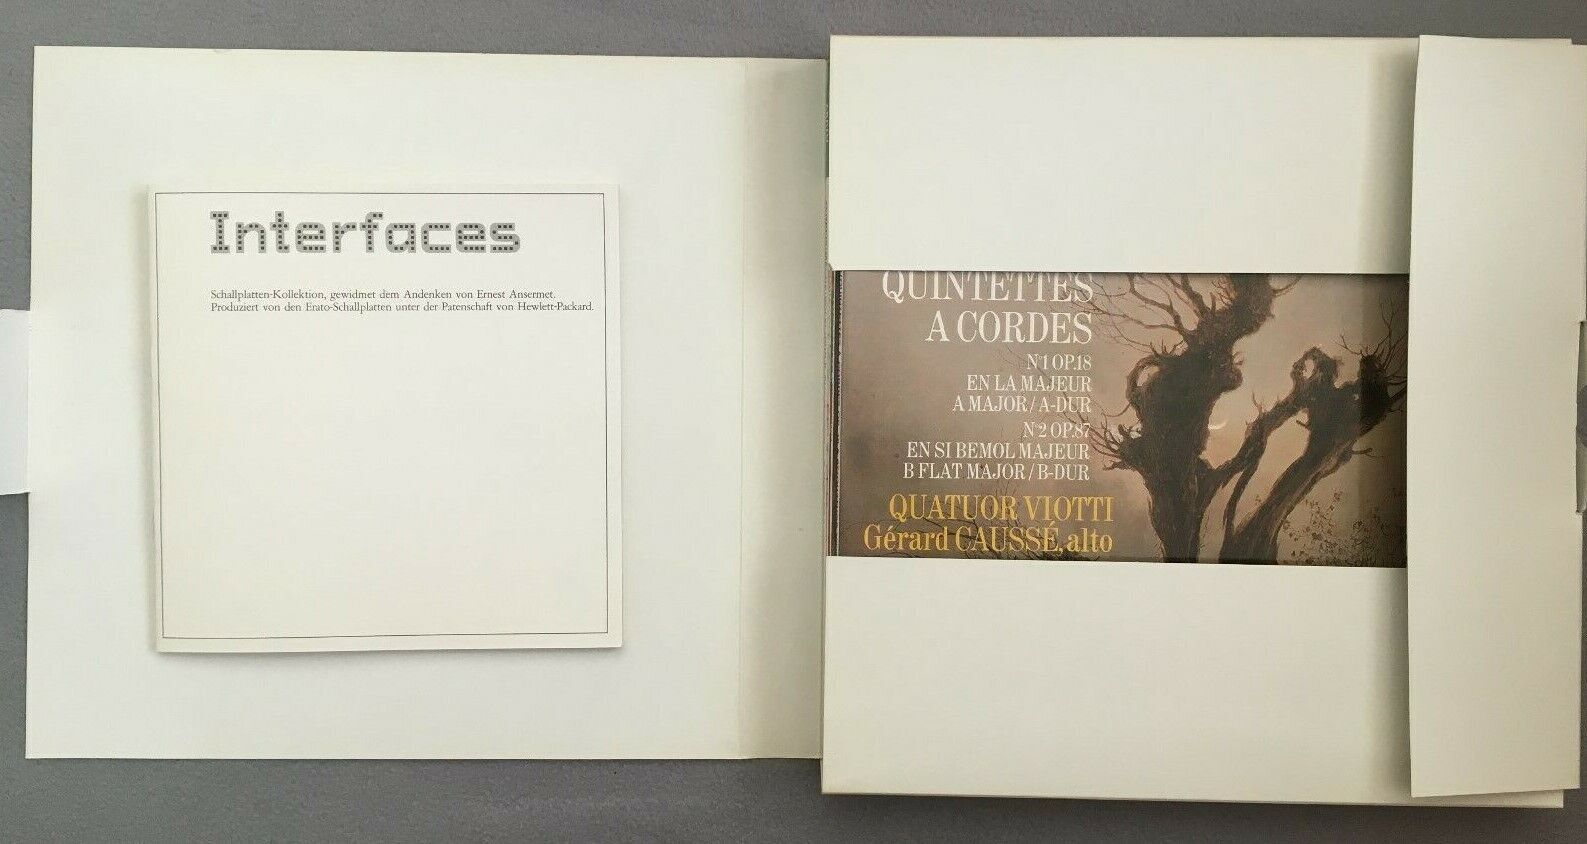 Interfaces
Schallplatten-Kollektion, gewidmet dem Andenken von Ernest Ansermet.
Produziert von den Erato-Schallplatten unter der Patenschaft von Hewlett-Packard.
QUINTETTES
A CORDES
N°1 OP.18
EN LA MAJEUR
A MAJOR / A-DUR
N°2 OP.87
EN SI BEMOL MAJEUR
B FLAT MAJOR / B-DUR
QUATUOR VIOTTI
Gérard CAUSSÉ, alto